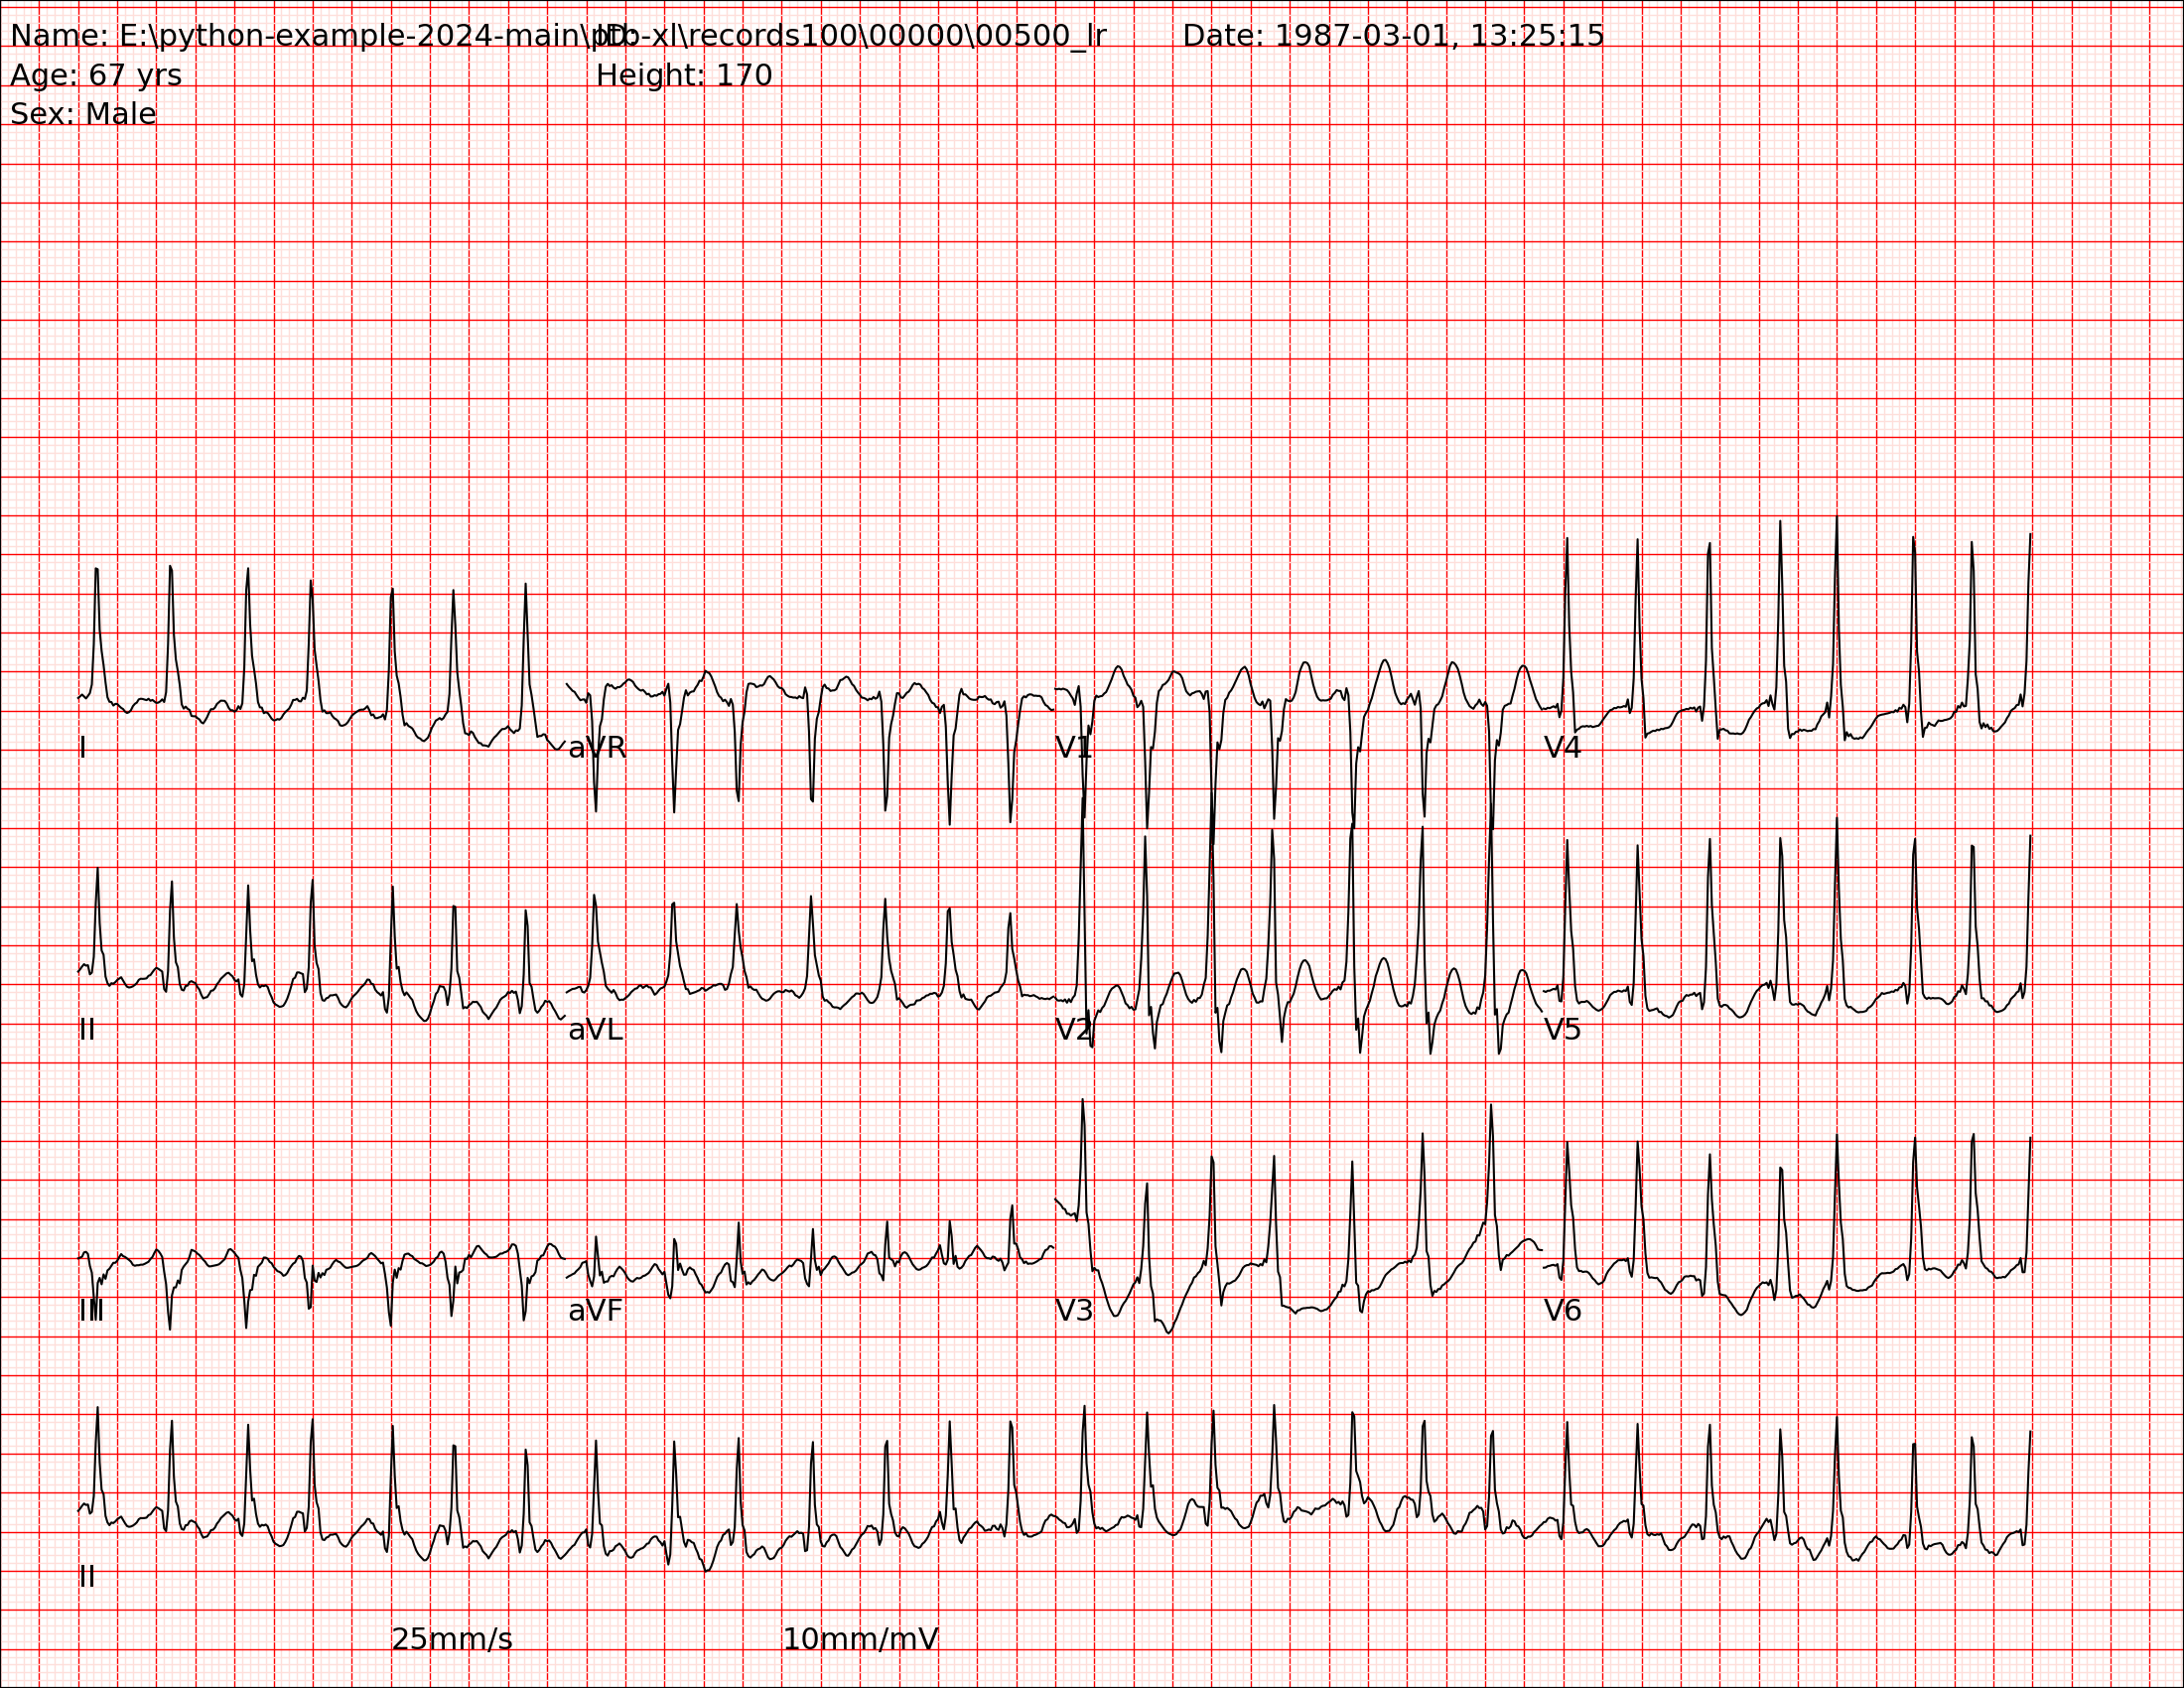 Name: E:\python-example-2024-main\ptb-xl\records100\00000\00500_lr ID: Date: 1987-03-01, 13:25:15
Age: 67 yrs Height: 170
Sex: Male
I aVR V1 V4
II aVL V2 V5
III aVF V3 V6
II
25mm/s 10mm/mV